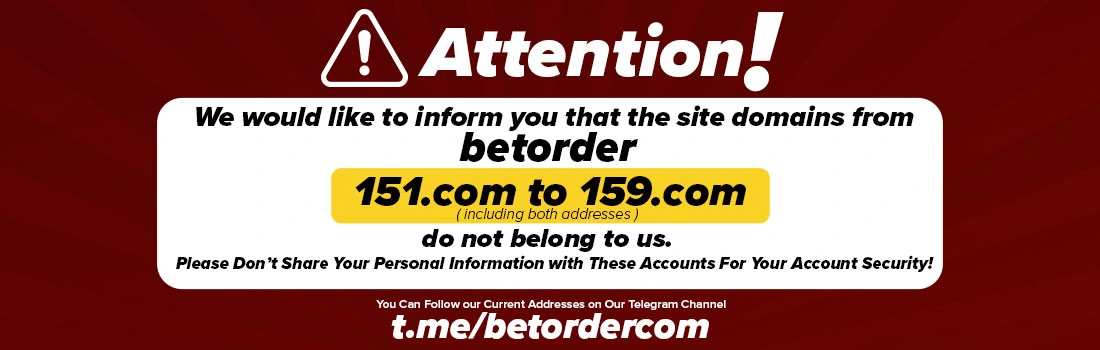 Attention!
We would like to inform you that the site domains from
betorder
151.com to 159.com
( including both addresses )
do not belong to us.
Please Don't Share Your Personal Information with These Accounts For Your Account Security!
You Can Follow our Current Addresses on Our Telegram Channel
t.me/betordercom